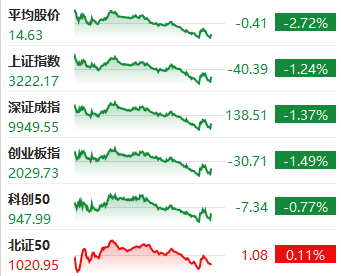 平均股价 -0.41 -2.72%
14.63
上证指数 -40.39 -1.24%
3222.17
深证成指 138.51 -1.37%
9949.55
创业板指 -30.71 -1.49%
2029.73
科创50 -7.34 -0.77%
947.99
北证50 1.08 0.11%
1020.95